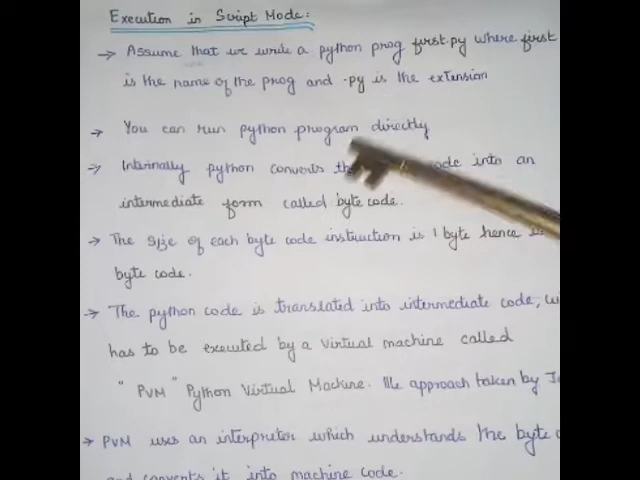 Execution in Script Mode:
→ Assume that we write a python prog first.py where first
is the name of the prog and .py is the extension
→ You can run python program directly
→ Internally python converts the into an
intermediate form called byte code.
→ The size of each byte code instruction is 1 byte hence
byte code.
→ The python code is translated into intermediate code,
has to be executed by a virtual machine called
" PVM " Python Virtual Machine. The approach taken by
→ PVM uses an interpreter which understands the byte
and converts it into machine code.